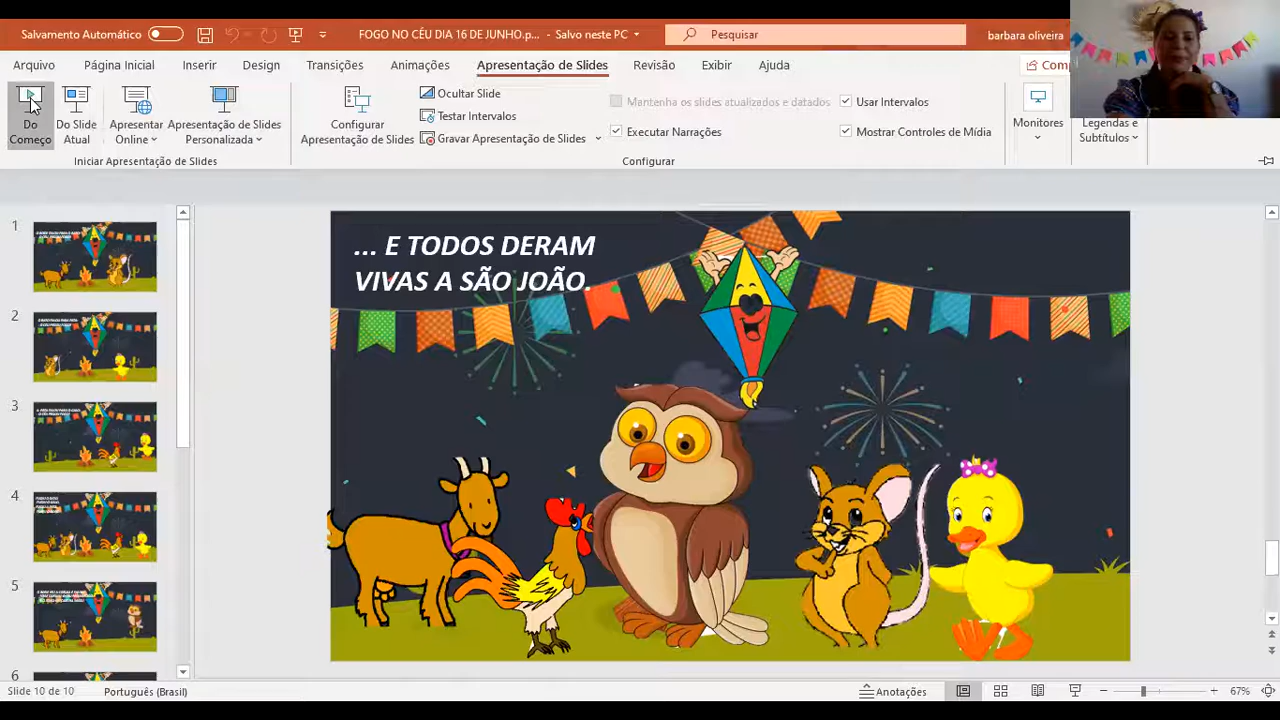 Salvamento Automático
FOGO NO CÉU DIA 16 DE JUNHO.p... - Salvo neste PC
Pesquisar
barbara oliveira
Arquivo
Página Inicial
Inserir
Design
Transições
Animações
Apresentação de Slides
Revisão
Exibir
Ajuda
Do
Começo
Do Slide
Atual
Apresentar
Online
Apresentação de Slides
Personalizada
Iniciar Apresentação de Slides
Configurar
Apresentação de Slides
Ocultar Slide
Testar Intervalos
Gravar Apresentação de Slides
Mantenha os slides atualizados e datados
Executar Narrações
Usar Intervalos
Mostrar Controles de Mídia
Configurar
Monitores
Legendas e
Subtítulos
1
2
3
4
5
6
... E TODOS DERAM
VIVAS A SÃO JOÃO.
Slide 10 de 10
Português (Brasil)
Anotações
67%